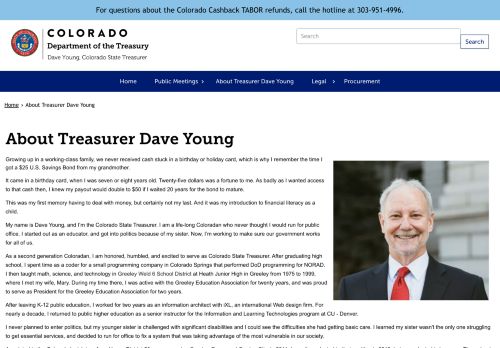 For questions about the Colorado Cashback TABOR refunds, call the hotline at 303-951-4996.
COLORADO
Department of the Treasury
Dave Young, Colorado State Treasurer
Search
Search
Home Public Meetings > About Treasurer Dave Young Legal > Procurement
Home > About Treasurer Dave Young
About Treasurer Dave Young
Growing up in a working-class family, we never received cash stuck in a birthday or holiday card, which is why I remember the time I
got a $25 U.S. Savings Bond from my grandmother.
It came in a birthday card, when I was seven or eight years old. Twenty-five dollars was a fortune to me. As badly as I wanted access
to that cash then, I knew my payout would double to $50 if I waited 20 years for the bond to mature.
This was my first memory having to deal with money, but certainly not my last. And it was my introduction to financial literacy as a
child.
My name is Dave Young, and I'm the Colorado State Treasurer. I am a life-long Coloradan who never thought I would run for public
office. I started out as an educator, and got into politics because of my sister. Now, I'm working to make sure our government works
for all of us.
As a second generation Coloradan, I am honored, humbled, and excited to serve as Colorado State Treasurer. After graduating high
school, I spent time as a coder for a small programming company in Colorado Springs that performed DoD programming for NORAD.
I then taught math, science, and technology in Greeley Weld 6 School District at Heath Junior High in Greeley from 1975 to 1999,
where I met my wife, Mary. During my time there, I was active with the Greeley Education Association for twenty years, and was proud
to serve as President for the Greeley Education Association for two years.
After leaving K-12 public education, I worked for two years as an information architect with iXL, an international Web design firm. For
nearly a decade, I returned to public higher education as a senior instructor for the Information and Learning Technologies program at CU - Denver.
I never planned to enter politics, but my younger sister is challenged with significant disabilities and I could see the difficulties she had getting basic care. I learned my sister wasn't the only one struggling
to get essential services, and decided to run for office to fix a system that was taking advantage of the most vulnerable in our society.